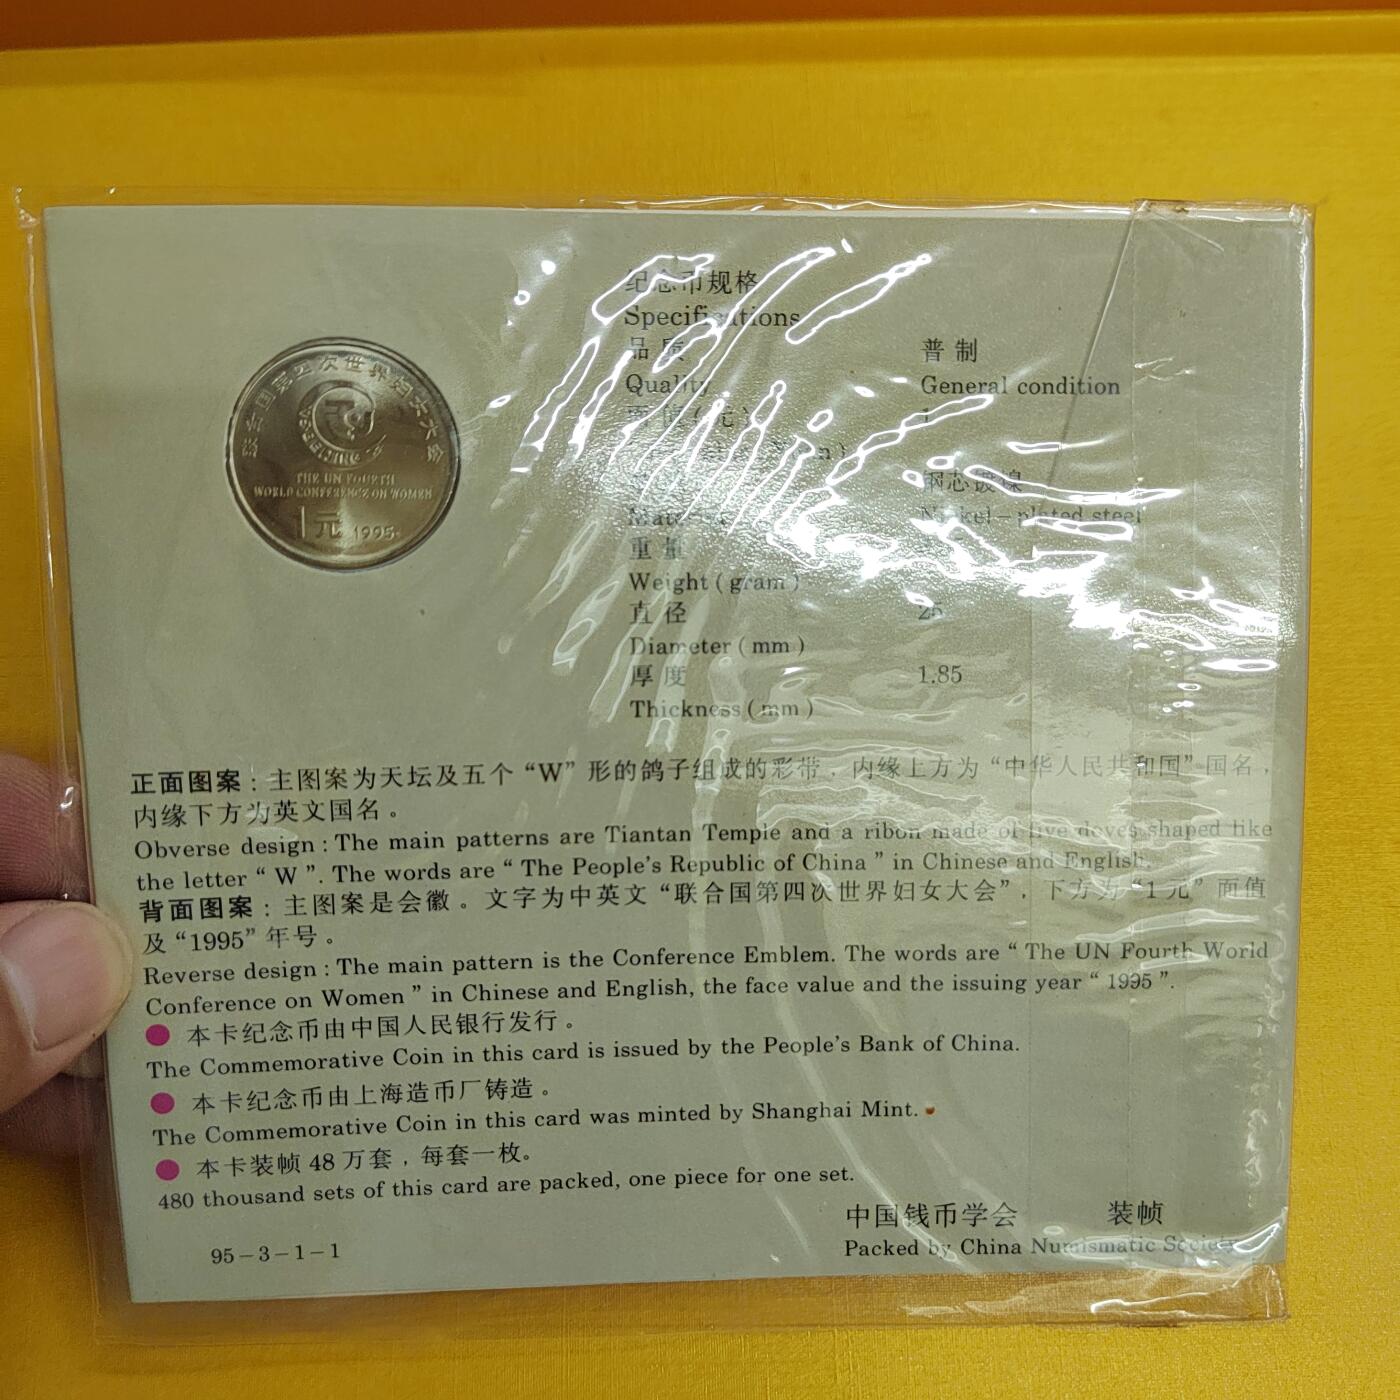 联合国第四次世界妇女大会
BEIJING
THE UN FOURTH
WORLD CONFERENCE ON WOMEN
1元 1995
纪念币规格
Specifications
品质 普制
Quality General condition
面值(元) 1
钢芯镀镍
Nickel-plated steel
重量
Weight(gram)
直径 25
Diameter(mm)
厚度 1.85
Thickness(mm)
正面图案:主图案为天坛及五个“W”形的鸽子组成的彩带,内缘上方为“中华人民共和国”国名,
内缘下方为英文国名。
Obverse design:The main patterns are Tiantan Temple and a ribon made of five doves shaped like
the letter “ W ”. The words are “ The People's Republic of China ” in Chinese and English.
背面图案:主图案是会徽。文字为中英文“联合国第四次世界妇女大会”,下方为“1元”面值
及“1995”年号。
Reverse design:The main pattern is the Conference Emblem. The words are “ The UN Fourth World
Conference on Women ” in Chinese and English, the face value and the issuing year “ 1995 ”.
● 本卡纪念币由中国人民银行发行。
The Commemorative Coin in this card is issued by the People's Bank of China.
● 本卡纪念币由上海造币厂铸造。
The Commemorative Coin in this card was minted by Shanghai Mint.
● 本卡装帧48万套,每套一枚。
480 thousand sets of this card are packed, one piece for one set.
中国钱币学会 装帧
95-3-1-1
Packed by China Numismatic Society